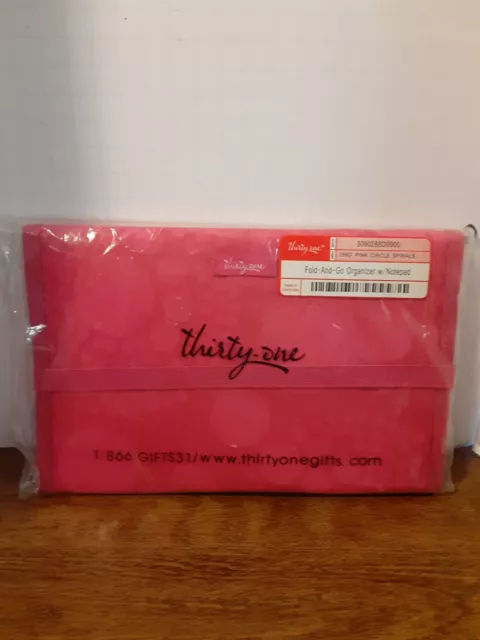 thirty-one
PINK CIRCLE SPIRALS
Fold-And-Go Organizer w/Notepad
thirty-one
thirty-one
1 866 GIFTS31/www.thirtyonegifts.com